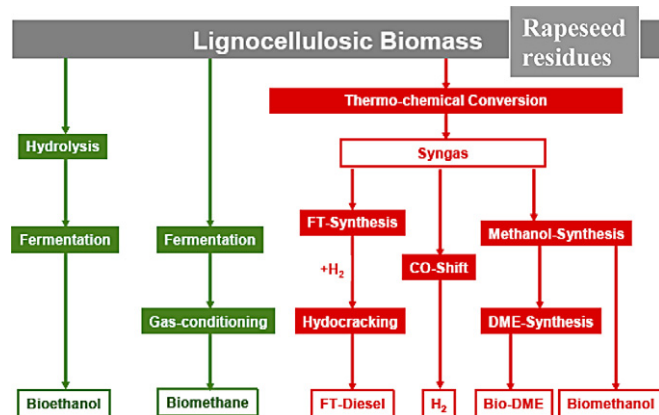 Lignocellulosic Biomass
Rapeseed
residues
Thermo-chemical Conversion
Hydrolysis
Syngas
FT-Synthesis
Fermentation
Fermentation
Methanol-Synthesis
+H₂
CO-Shift
Gas-conditioning
Hydocracking
DME-Synthesis
Bioethanol
Biomethane
FT-Diesel
H₂
Bio-DME
Biomethanol